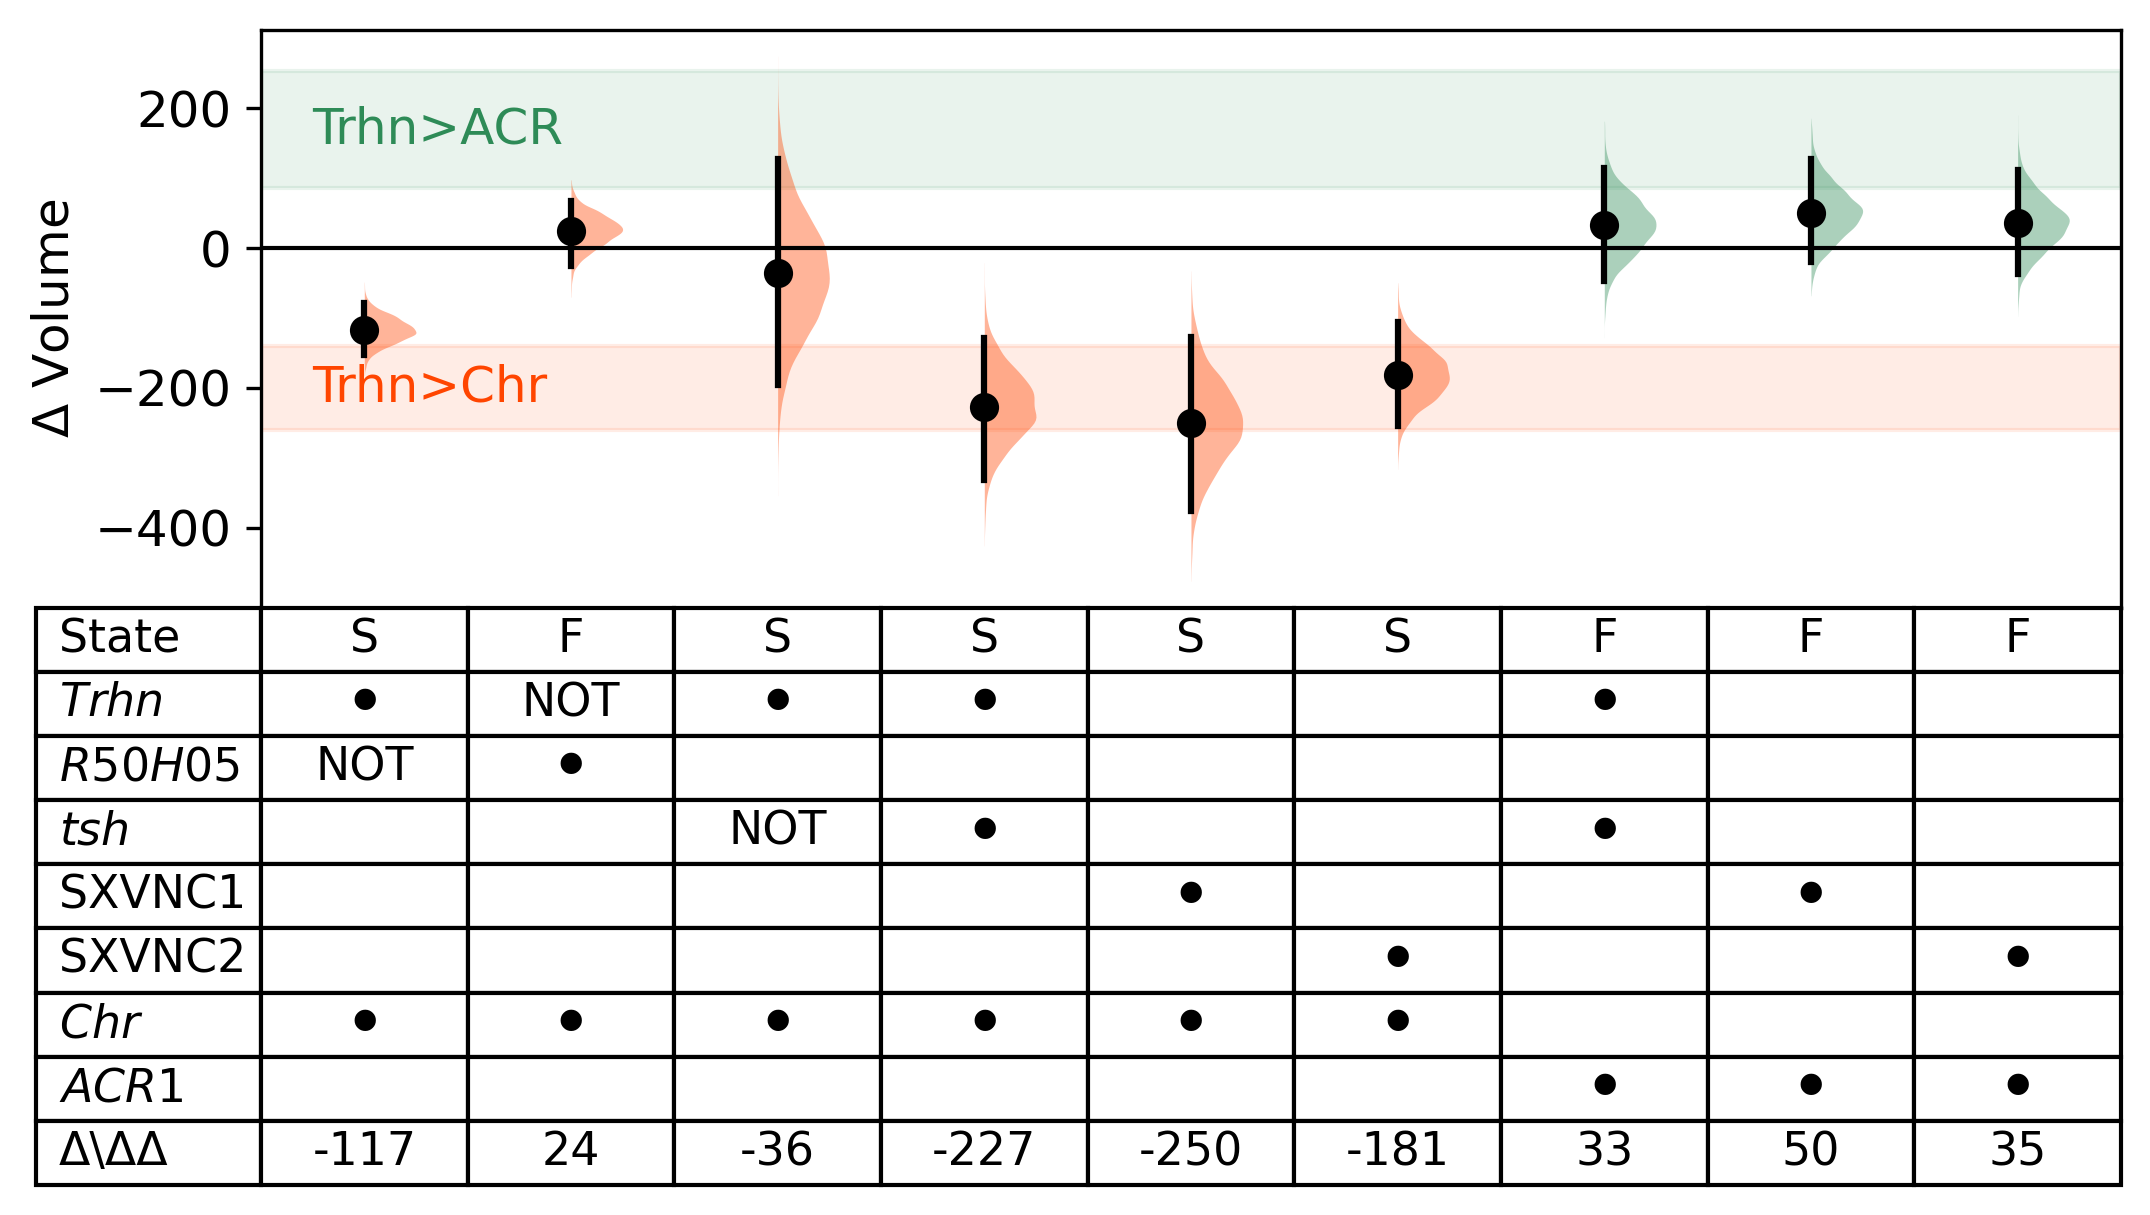 Δ Volume
200
0
−200
−400
Trhn>ACR
Trhn>Chr
State S F S S S S F F F
Trhn • NOT • • •
R50H05 NOT •
tsh NOT • •
SXVNC1 • •
SXVNC2 • •
Chr • • • • • •
ACR1 • • •
Δ\ΔΔ -117 24 -36 -227 -250 -181 33 50 35